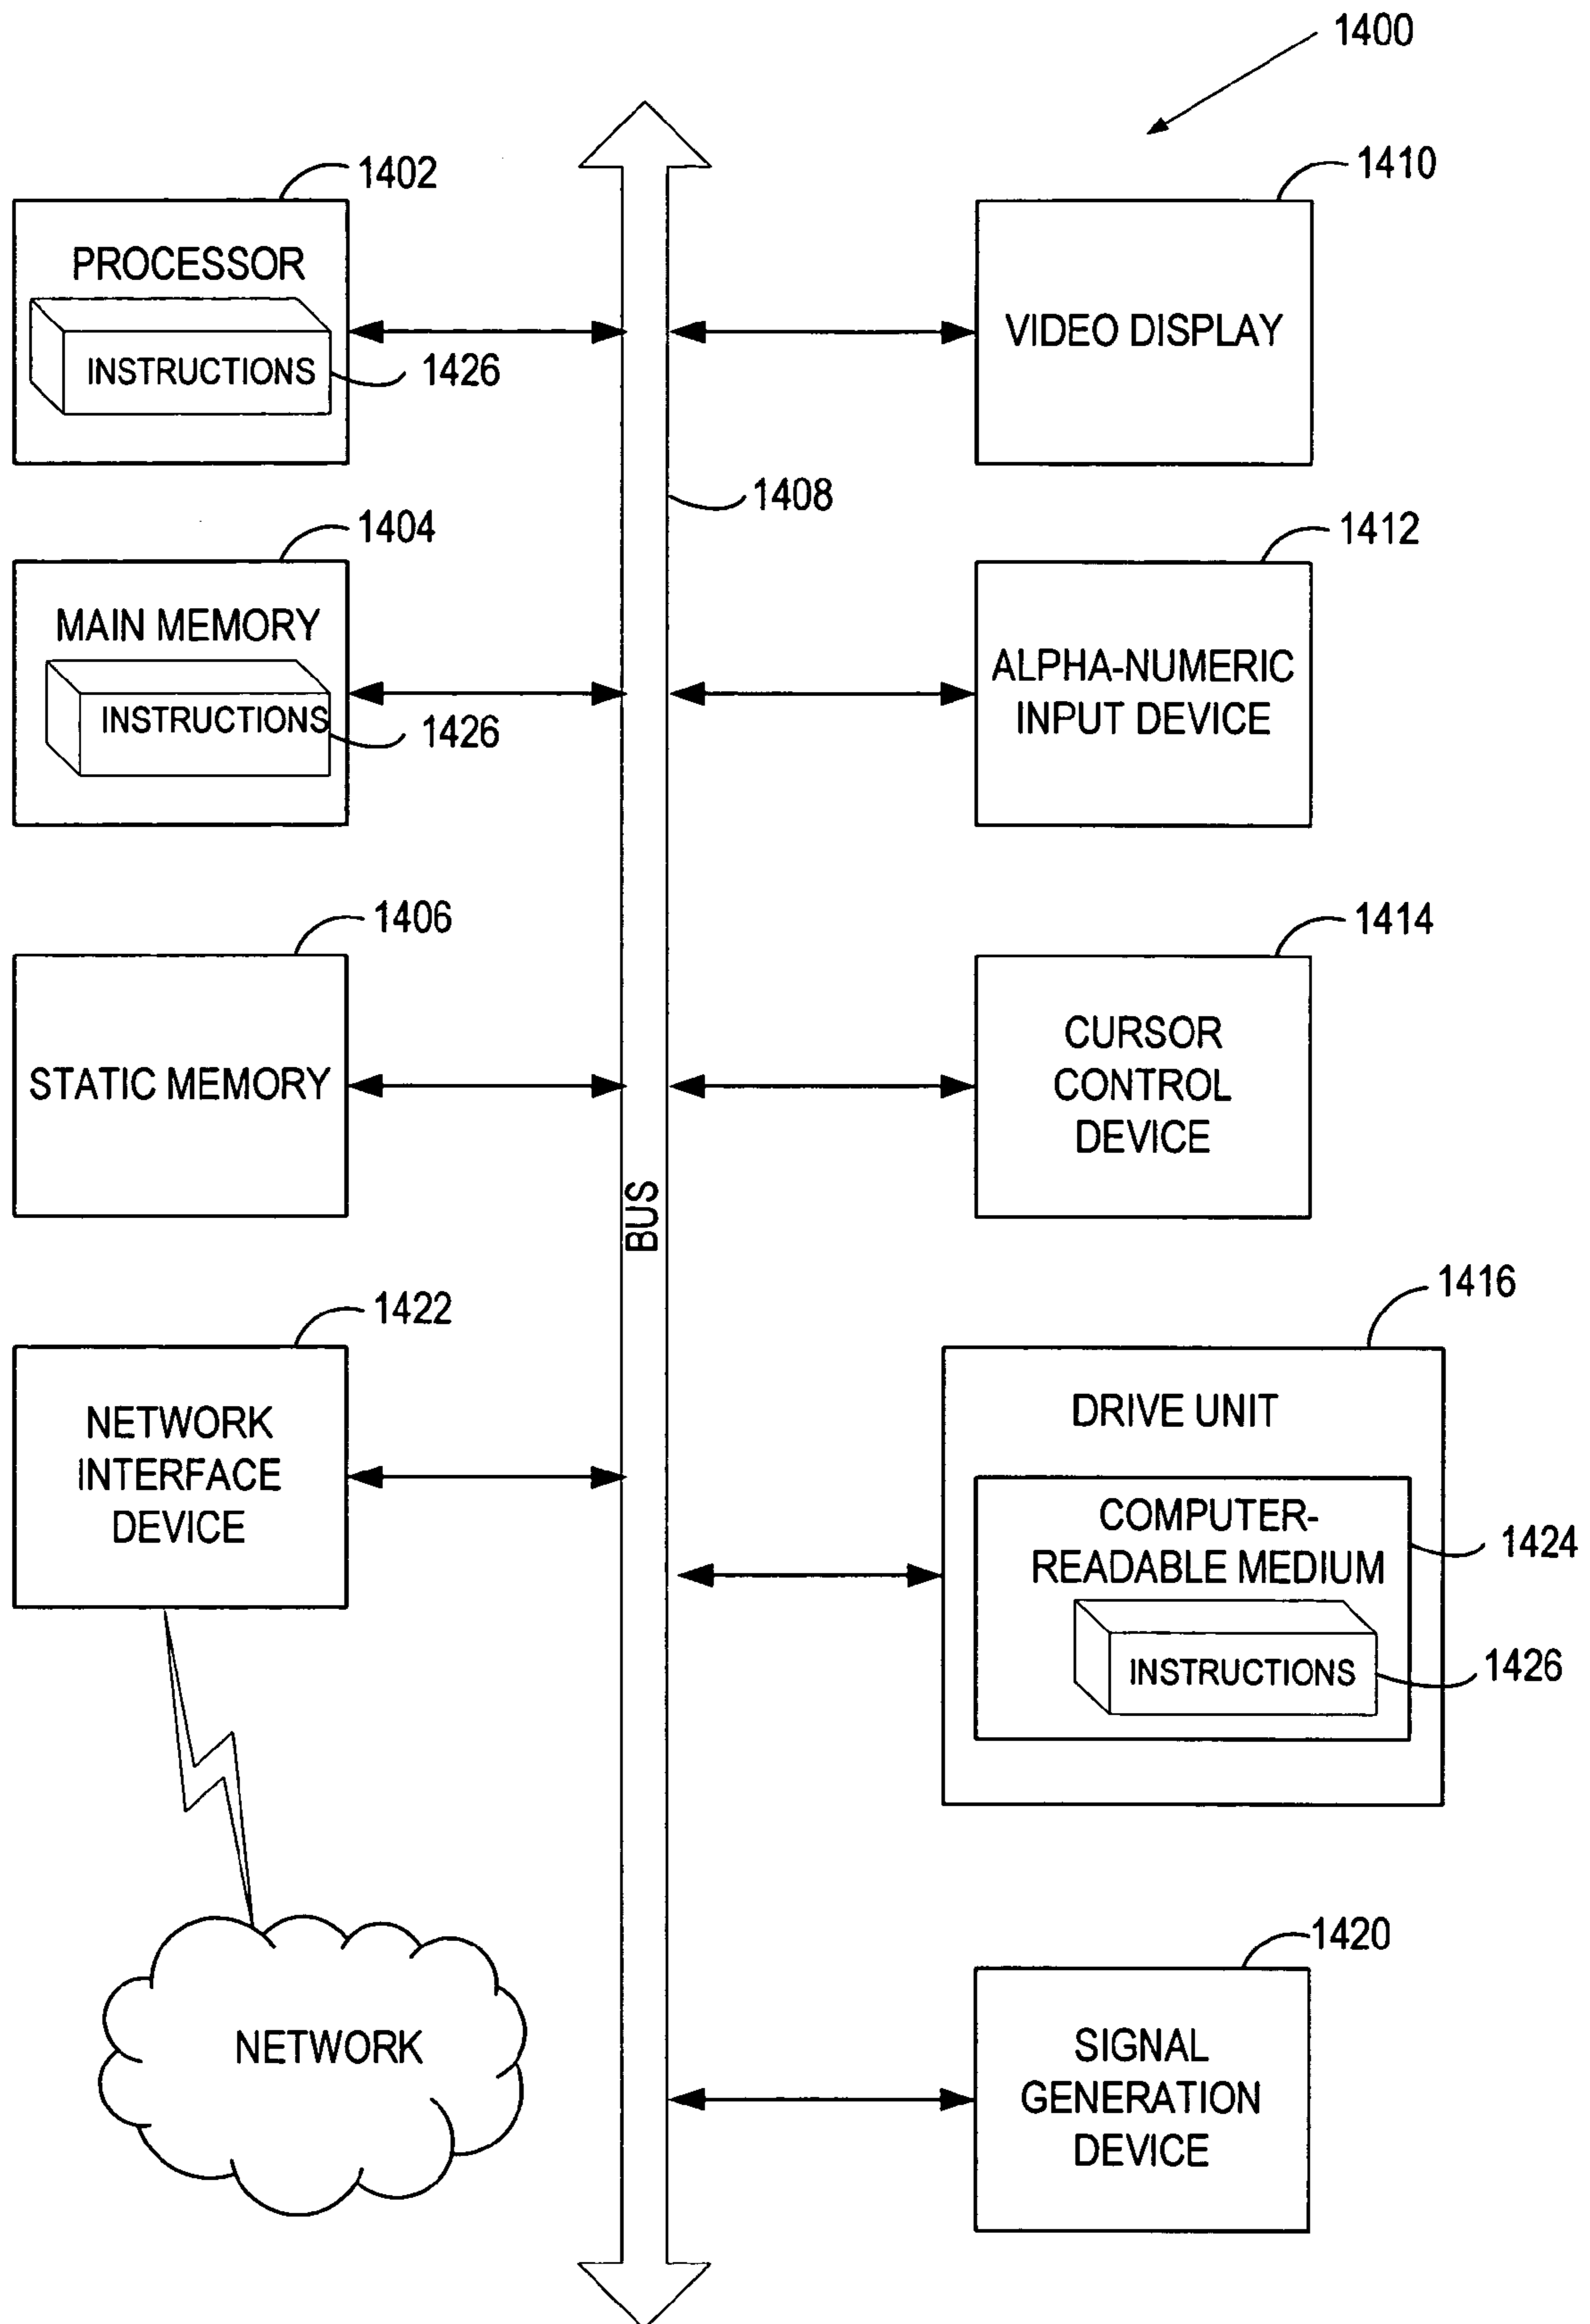 1400
1402
PROCESSOR
INSTRUCTIONS
1426
1404
MAIN MEMORY
INSTRUCTIONS
1426
1406
STATIC MEMORY
1422
NETWORK
INTERFACE
DEVICE
NETWORK
1408
BUS
1410
VIDEO DISPLAY
1412
ALPHA-NUMERIC
INPUT DEVICE
1414
CURSOR
CONTROL
DEVICE
1416
DRIVE UNIT
COMPUTER-
READABLE MEDIUM
1424
INSTRUCTIONS
1426
1420
SIGNAL
GENERATION
DEVICE